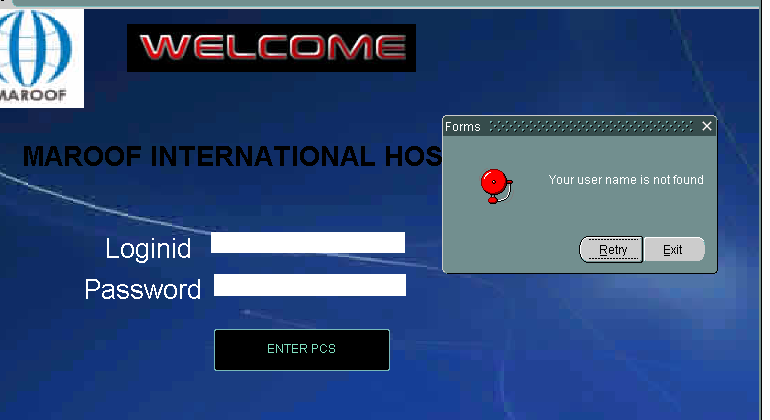 WELCOME
MAROOF
MAROOF INTERNATIONAL HOS
Loginid
Password
ENTER PCS
Forms
Your user name is not found
Retry
Exit